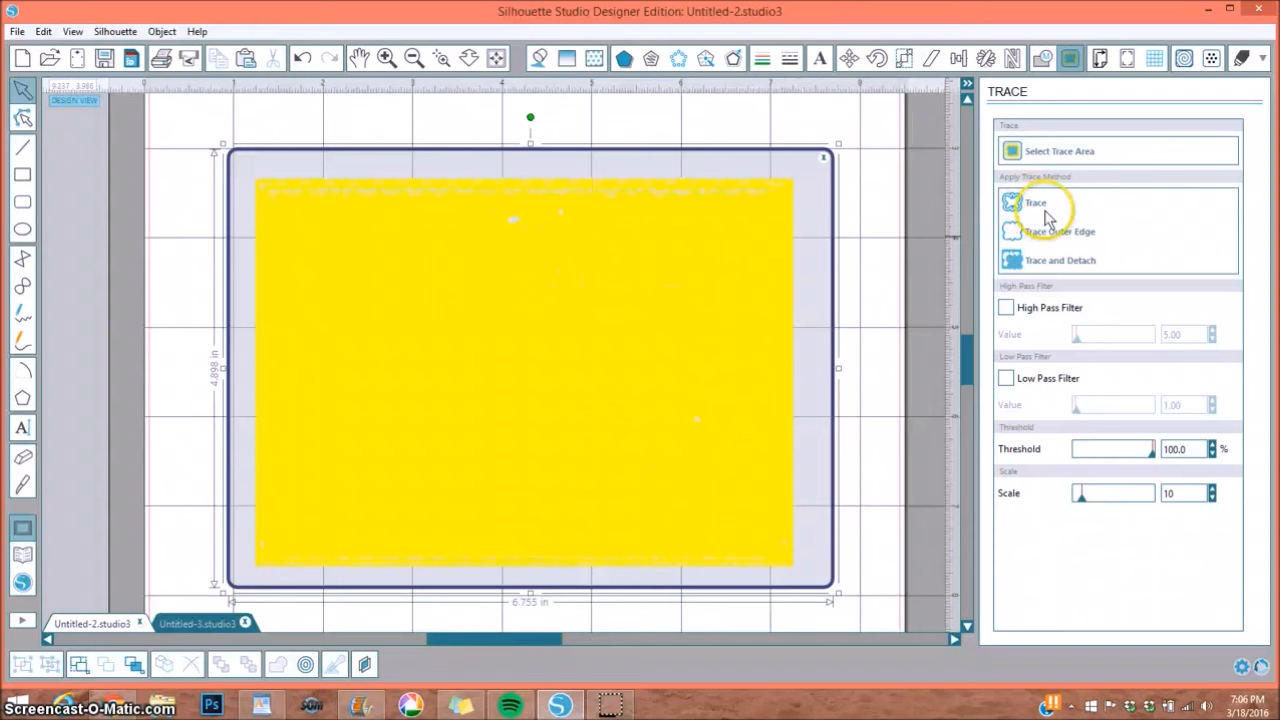 Silhouette Studio Designer Edition: Untitled-2.studio3
File Edit View Silhouette Object Help
9.237, 3.986
DESIGN VIEW
TRACE
Trace
Select Trace Area
Apply Trace Method
Trace
Trace Outer Edge
Trace and Detach
High Pass Filter
High Pass Filter
Value 5.00
Low Pass Filter
Low Pass Filter
Value 1.00
Threshold
Threshold 100.0 %
Scale
Scale 10
4.898 in
6.755 in
Untitled-2.studio3 x Untitled-3.studio3 x
Screencast-O-Matic.com
7:06 PM
3/18/2016